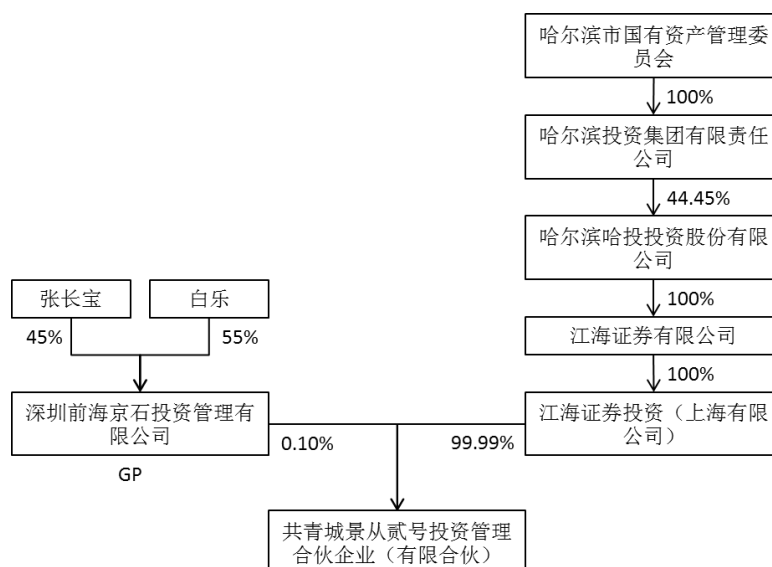 哈尔滨市国有资产管理委
员会
100%
哈尔滨投资集团有限责任
公司
44.45%
哈尔滨哈投投资股份有限
公司
张长宝
白乐
100%
45%
55%
江海证券有限公司
100%
深圳前海京石投资管理有
限公司
江海证券投资（上海有限
公司）
0.10%
99.99%
GP
共青城景从贰号投资管理
合伙企业（有限合伙）